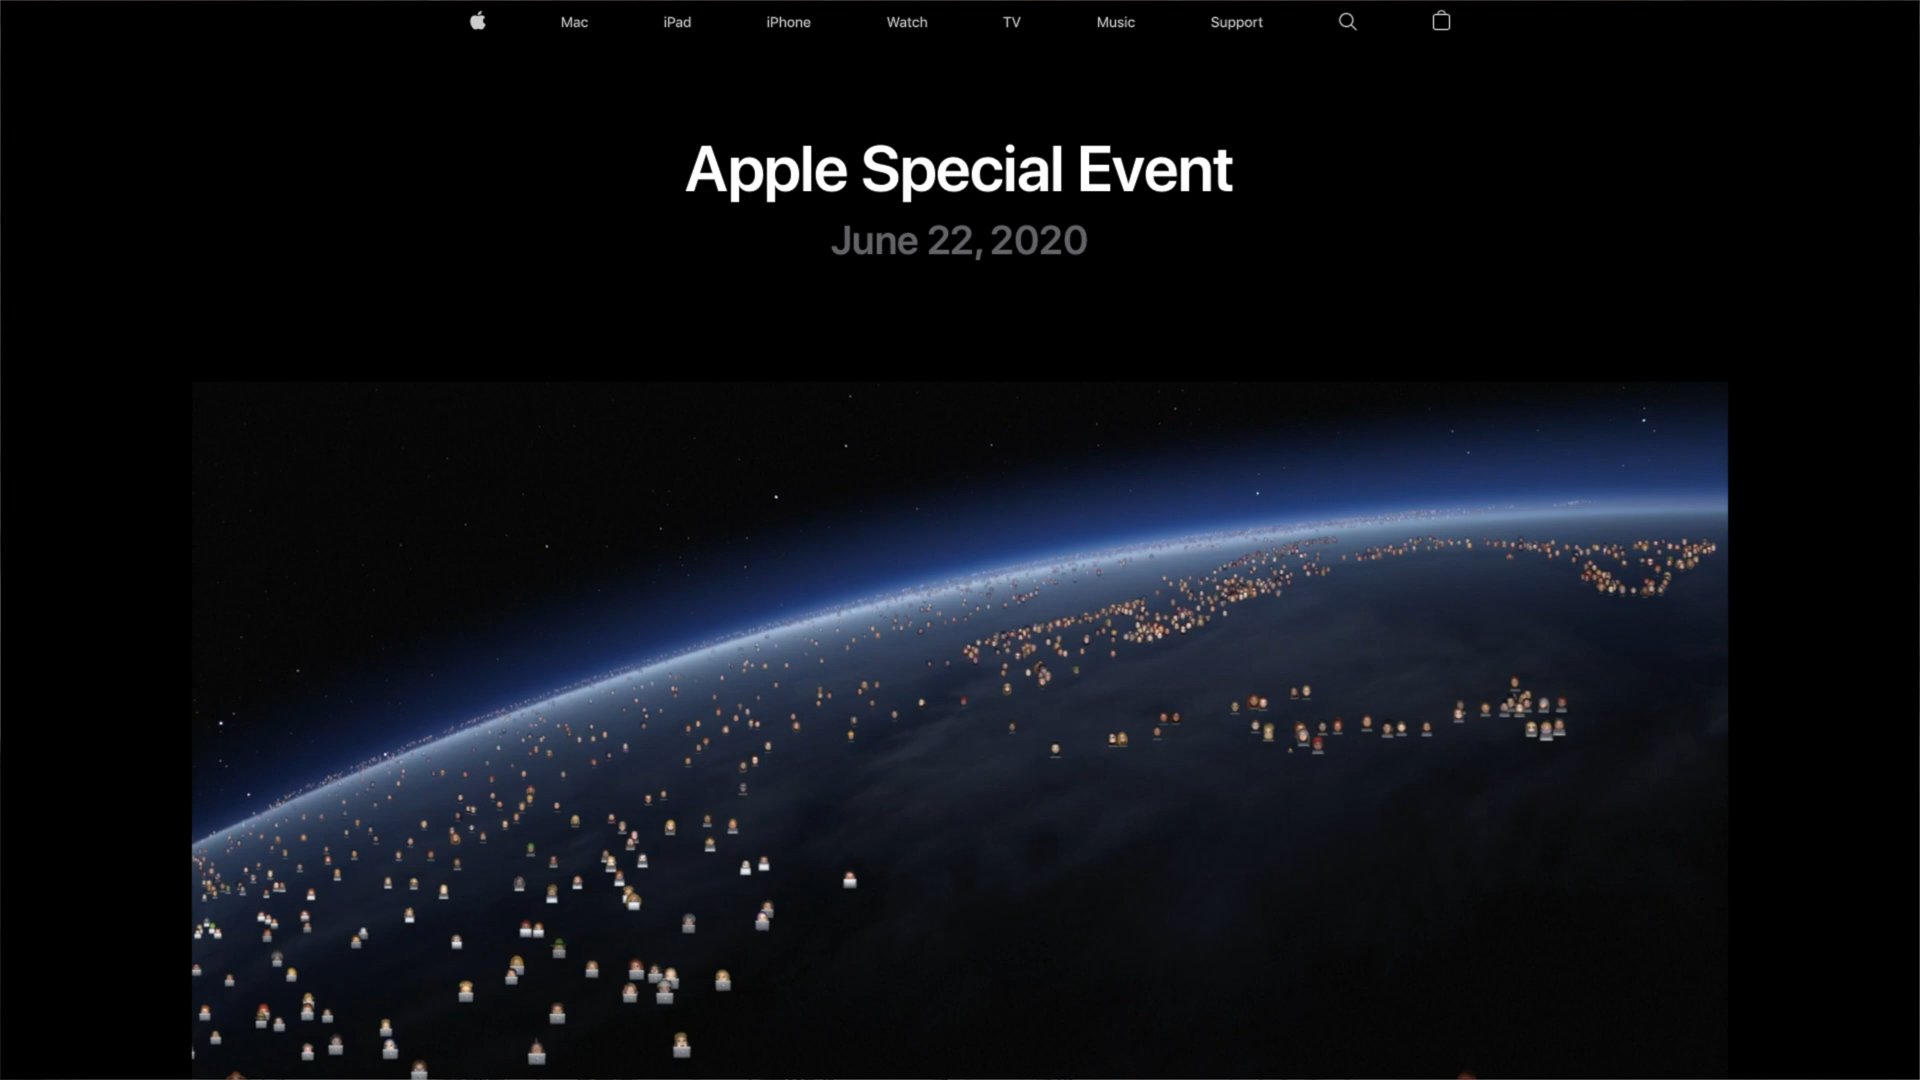 Mac iPad iPhone Watch TV Music Support
Apple Special Event
June 22, 2020